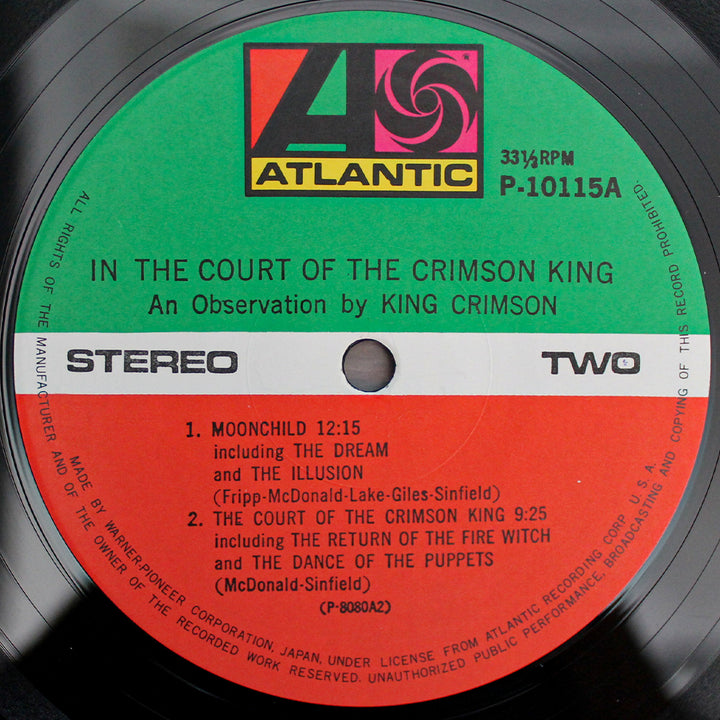 ATLANTIC
®
33⅓ RPM
P-10115A
IN THE COURT OF THE CRIMSON KING
An Observation by KING CRIMSON
STEREO
TWO
1. MOONCHILD 12:15
including THE DREAM
and THE ILLUSION
(Fripp-McDonald-Lake-Giles-Sinfield)
2. THE COURT OF THE CRIMSON KING 9:25
including THE RETURN OF THE FIRE WITCH
and THE DANCE OF THE PUPPETS
(McDonald-Sinfield)
(P-8080A2)
MADE BY WARNER-PIONEER CORPORATION, JAPAN, UNDER LICENSE FROM ATLANTIC RECORDING CORP. U.S.A.
ALL RIGHTS OF THE MANUFACTURER AND OF THE OWNER OF THE RECORDED WORK RESERVED. UNAUTHORIZED PUBLIC PERFORMANCE, BROADCASTING AND COPYING OF THIS RECORD PROHIBITED.